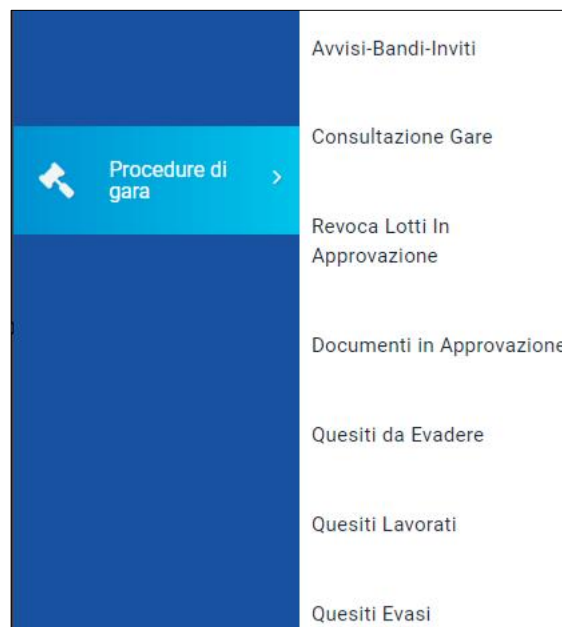 Procedure di
gara
Avvisi-Bandi-Inviti
Consultazione Gare
Revoca Lotti In
Approvazione
Documenti in Approvazione
Quesiti da Evadere
Quesiti Lavorati
Quesiti Evasi